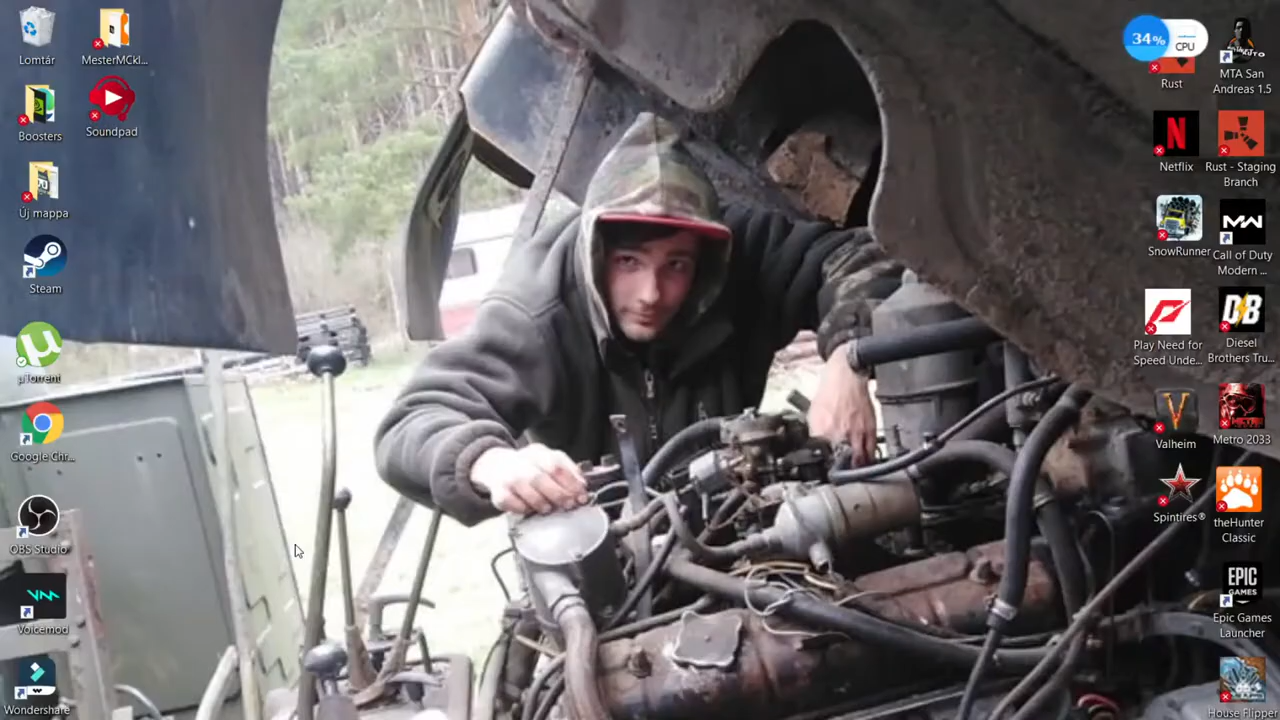 Lomtár
MesterMCkl...
Boosters
Soundpad
Új mappa
Steam
µTorrent
Google Chr...
OBS Studio
Voicemod
Wondershare
34%
CPU
Rust
MTA San
Andreas 1.5
Netflix
Rust - Staging
Branch
SnowRunner
Call of Duty
Modern ...
Play Need for
Speed Unde...
Diesel
Brothers Tru...
Valheim
Metro 2033
Spintires®
theHunter
Classic
EPIC
GAMES
Epic Games
Launcher
House Flipper